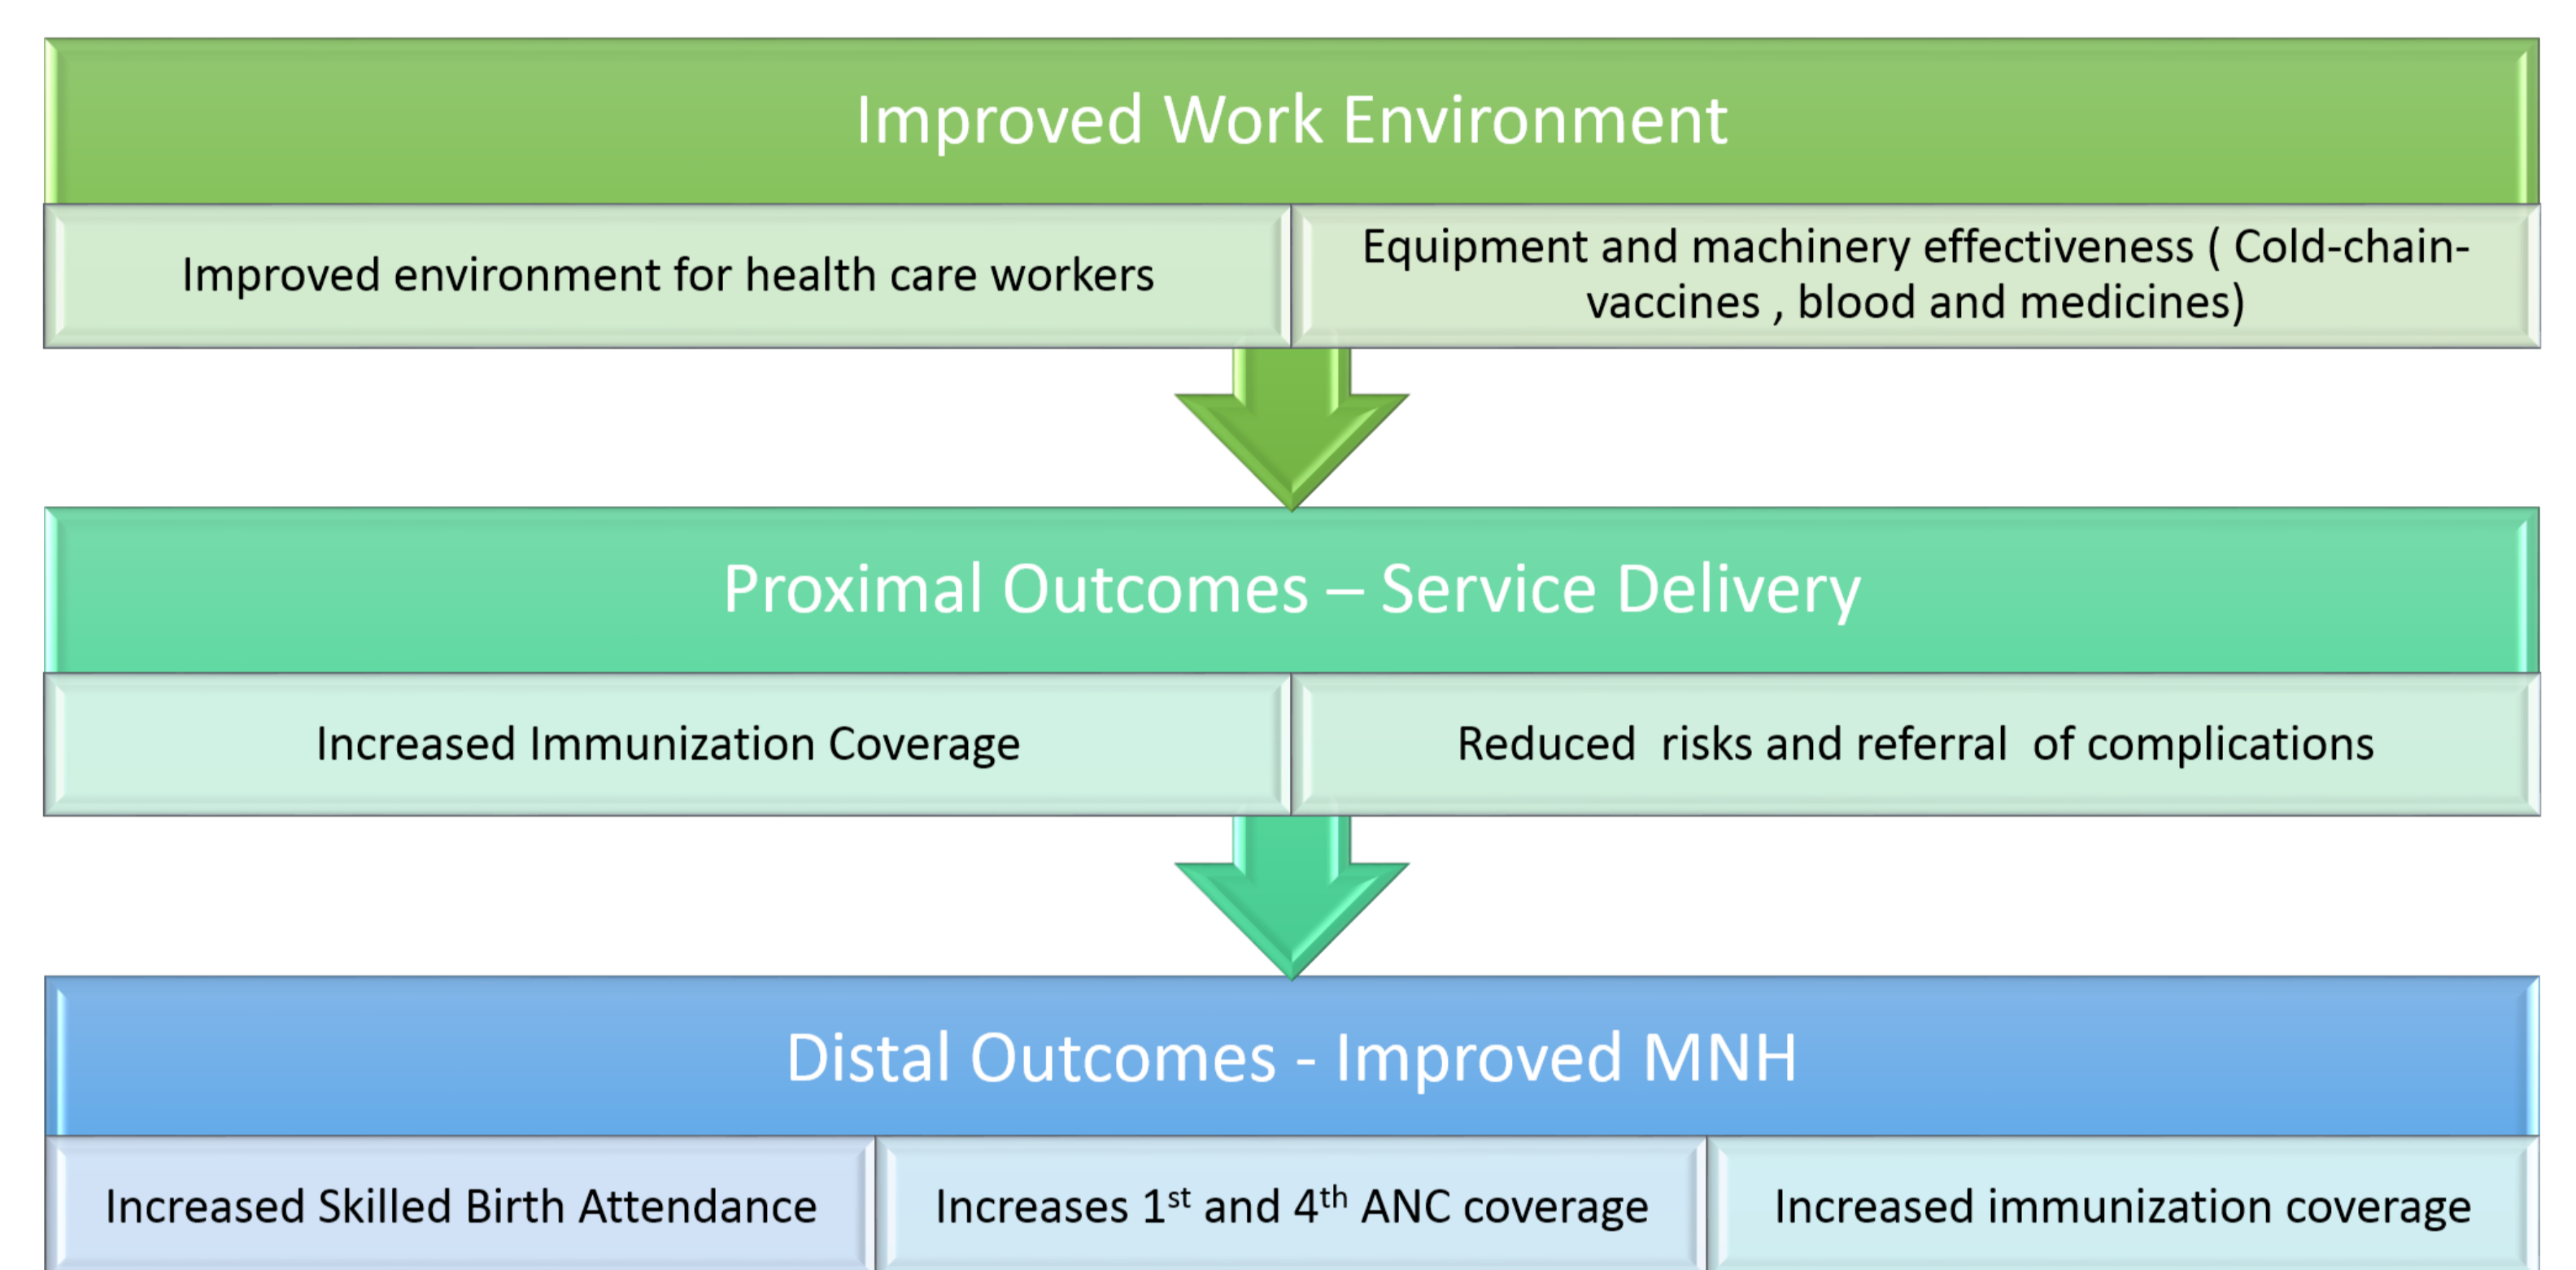 Improved Work Environment
Improved environment for health care workers
Equipment and machinery effectiveness ( Cold-chain-
vaccines , blood and medicines)
Proximal Outcomes – Service Delivery
Increased Immunization Coverage
Reduced  risks and referral  of complications
Distal Outcomes - Improved MNH
Increased Skilled Birth Attendance
Increases 1st and 4th ANC coverage
Increased immunization coverage